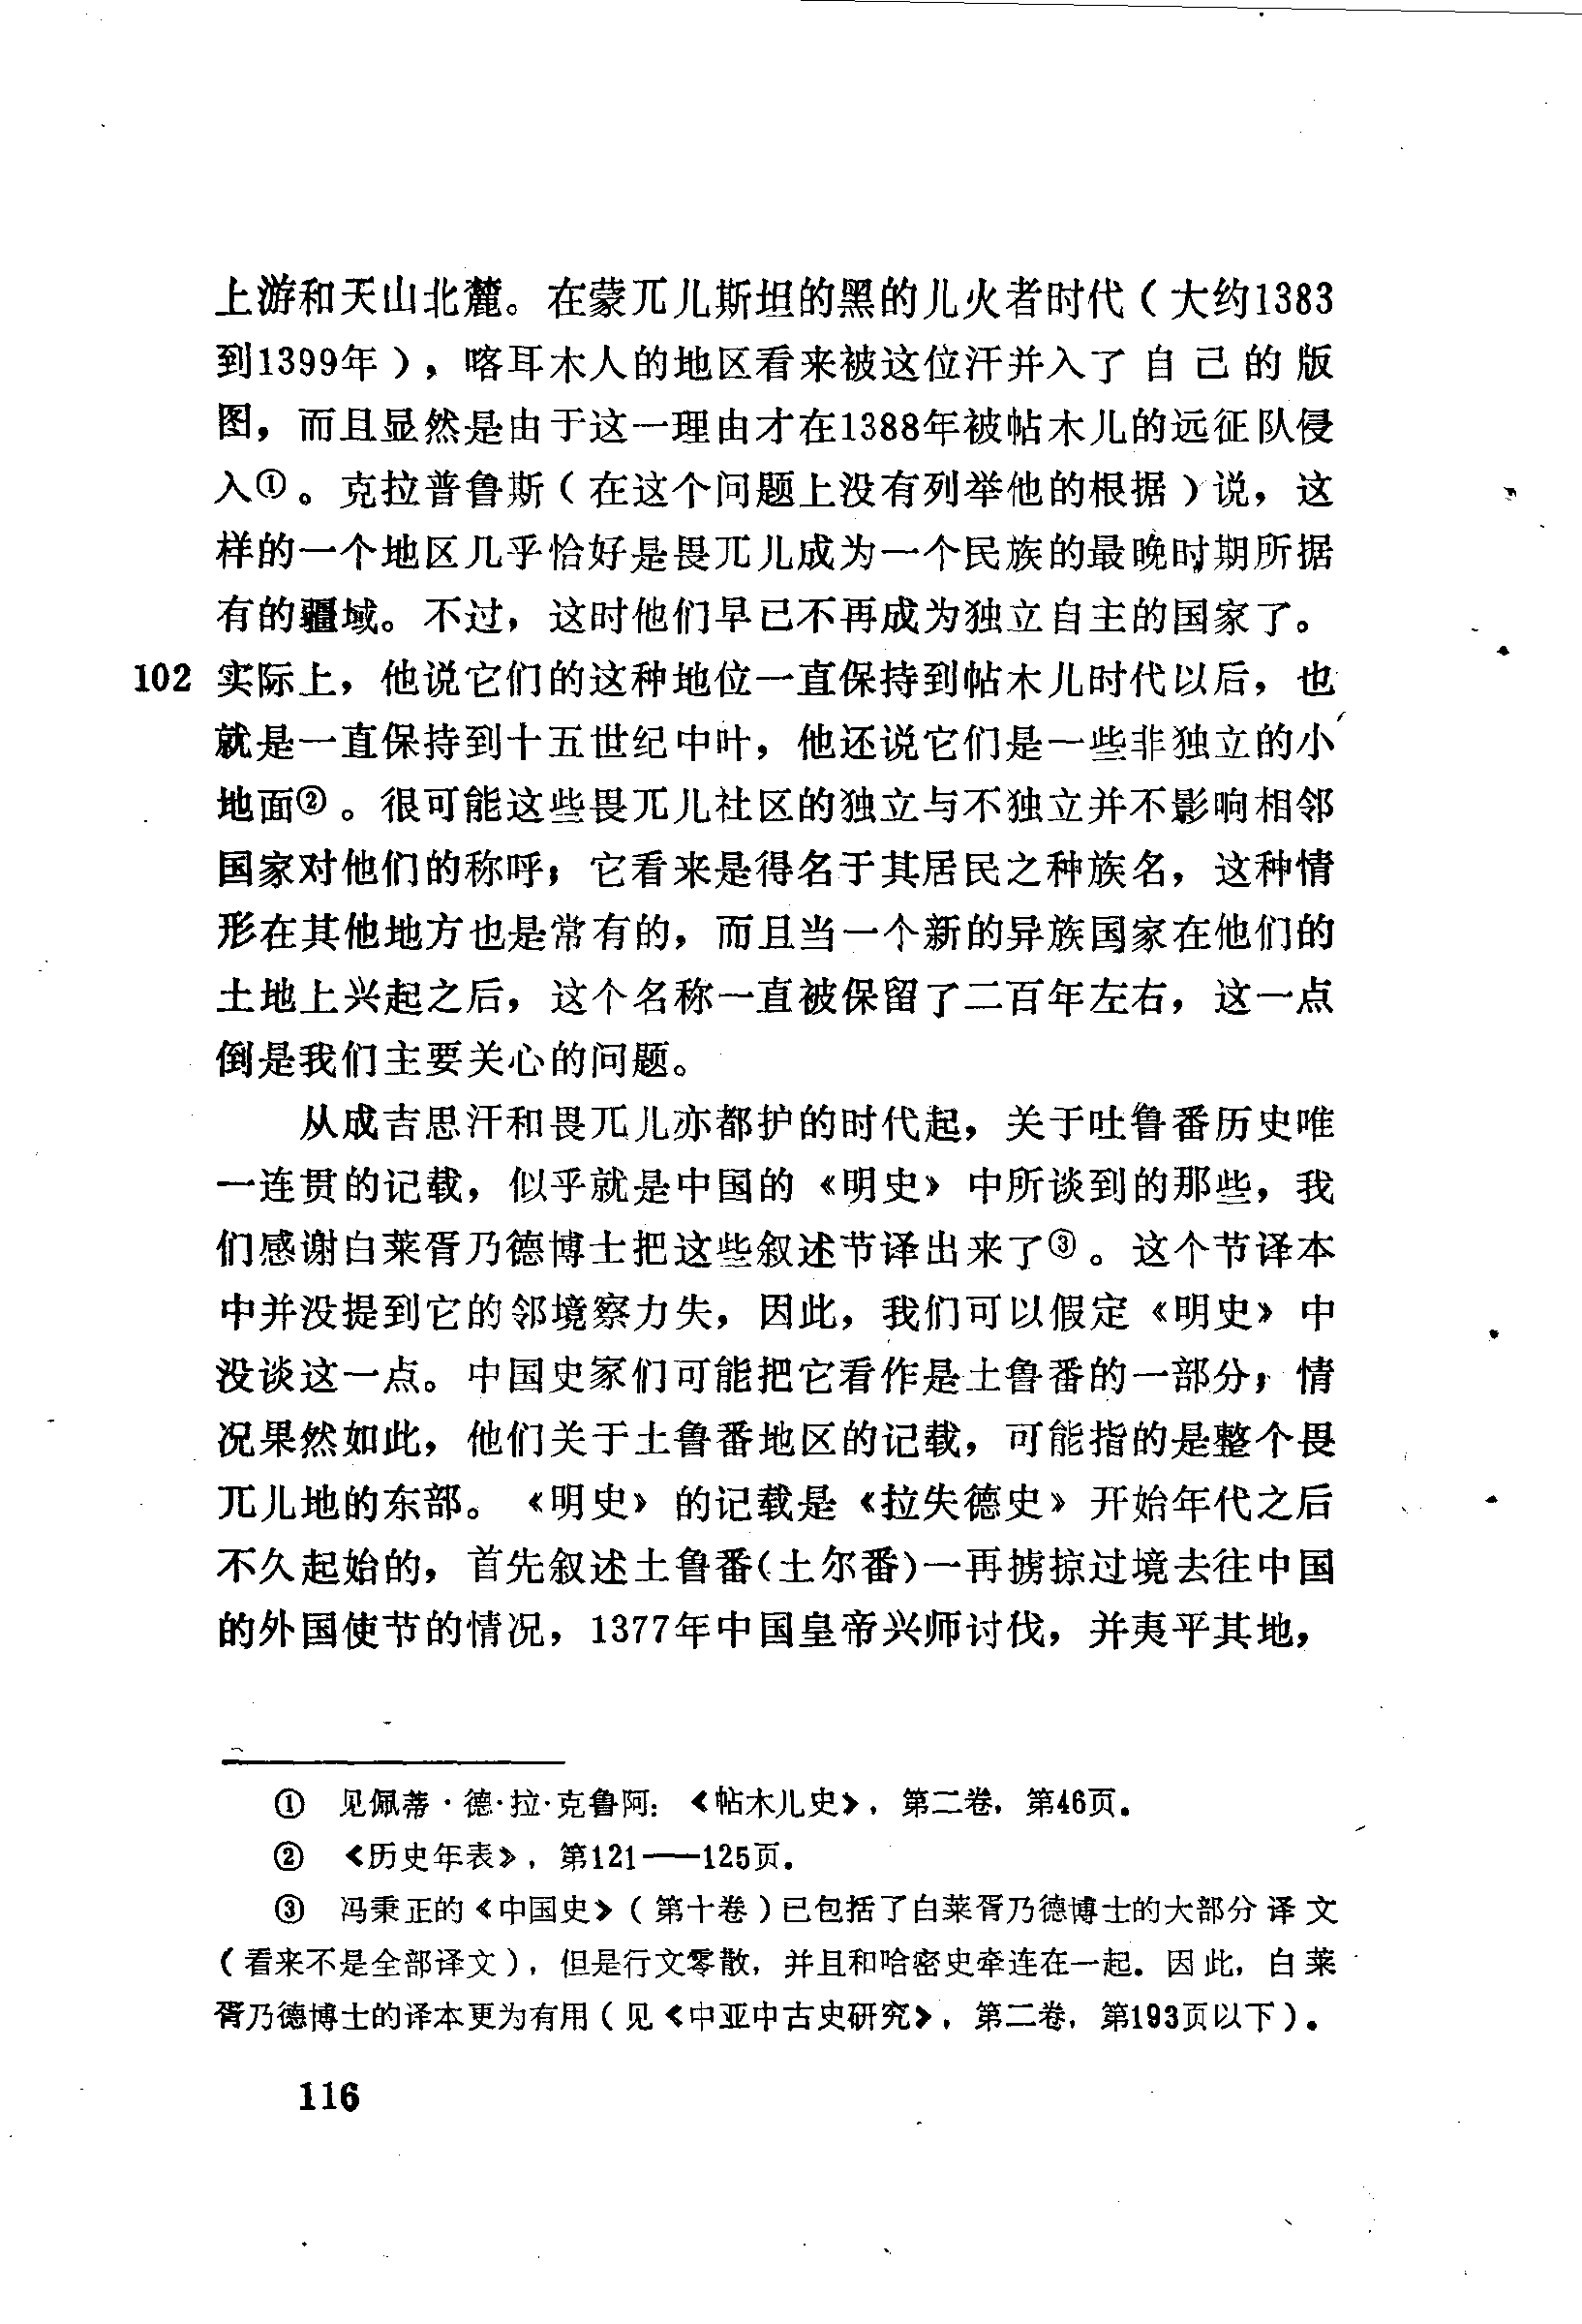 上游和天山北麓。在蒙兀儿斯坦的黑的儿火者时代（大约1383
到1399年），喀耳木人的地区看来被这位汗并入了自己的版
图，而且显然是由于这一理由才在1388年被帖木儿的远征队侵
入①。克拉普鲁斯（在这个问题上没有列举他的根据）说，这
样的一个地区几乎恰好是畏兀儿成为一个民族的最晚时期所据
有的疆域。不过，这时他们早已不再成为独立自主的国家了。
102 实际上，他说它们的这种地位一直保持到帖木儿时代以后，也
就是一直保持到十五世纪中叶，他还说它们是一些非独立的小
地面②。很可能这些畏兀儿社区的独立与不独立并不影响相邻
国家对他们的称呼；它看来是得名于其居民之种族名，这种情
形在其他地方也是常有的，而且当一个新的异族国家在他们的
土地上兴起之后，这个名称一直被保留了二百年左右，这一点
倒是我们主要关心的问题。
从成吉思汗和畏兀儿亦都护的时代起，关于吐鲁番历史唯
一连贯的记载，似乎就是中国的《明史》中所谈到的那些，我
们感谢白莱胥乃德博士把这些叙述节译出来了③。这个节译本
中并没提到它的邻境察力失，因此，我们可以假定《明史》中
没谈这一点。中国史家们可能把它看作是土鲁番的一部分；情
况果然如此，他们关于土鲁番地区的记载，可能指的是整个畏
兀儿地的东部。《明史》的记载是《拉失德史》开始年代之后
不久起始的，首先叙述土鲁番(土尔番)一再掳掠过境去往中国
的外国使节的情况，1377年中国皇帝兴师讨伐，并夷平其地，
① 见佩蒂·德·拉·克鲁阿：《帖木儿史》，第二卷，第46页。
② 《历史年表》，第121——125页。
③ 冯秉正的《中国史》（第十卷）已包括了白莱胥乃德博士的大部分译文
（看来不是全部译文），但是行文零散，并且和哈密史牵连在一起。因此，白莱
胥乃德博士的译本更为有用（见《中亚中古史研究》，第二卷，第193页以下）。
116